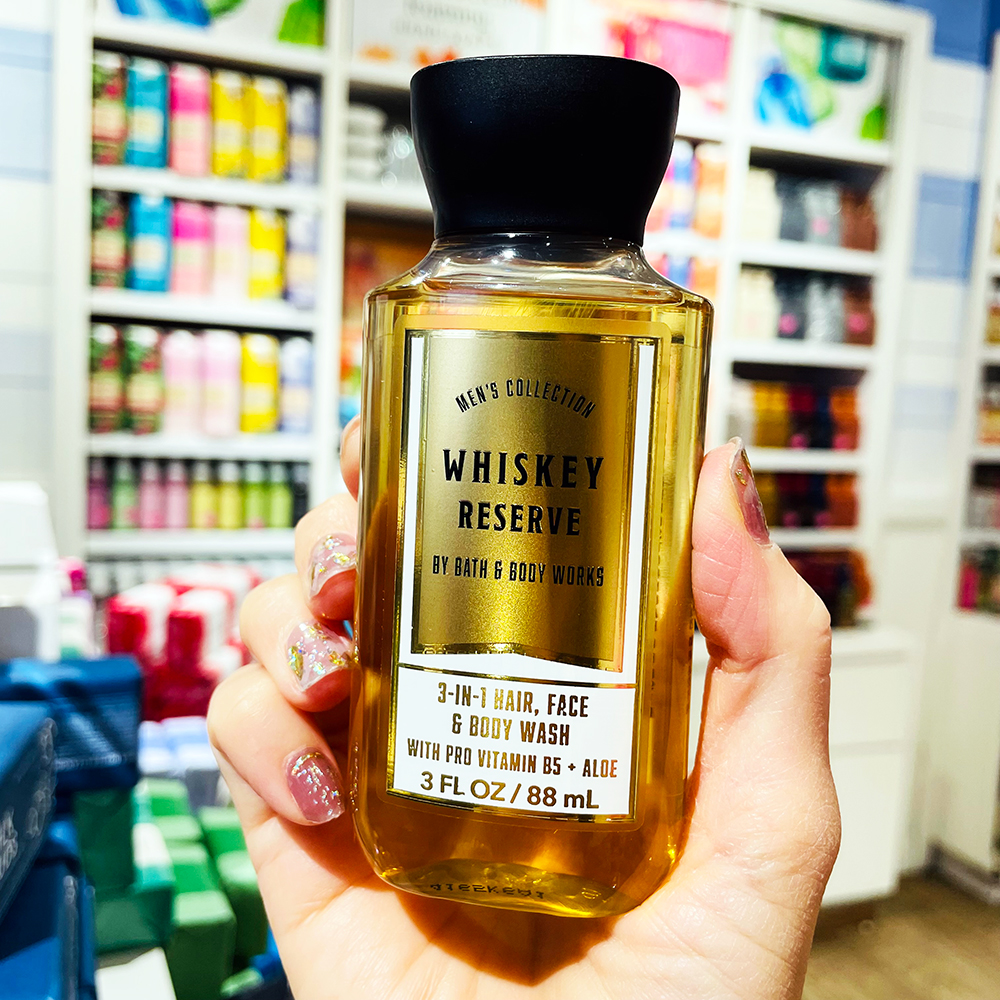 MEN'S COLLECTION
WHISKEY
RESERVE
BY BATH & BODY WORKS
3-IN-1 HAIR, FACE
& BODY WASH
WITH PRO VITAMIN B5 + ALOE
3 FL OZ / 88 mL